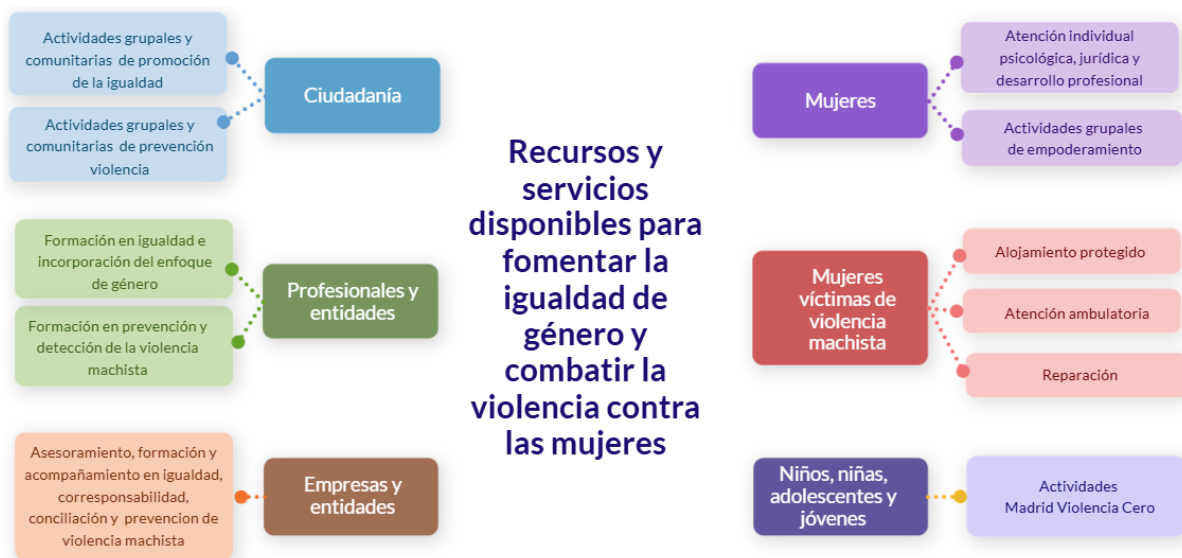 Actividades grupales y
comunitarias de promoción
de la igualdad
Actividades grupales y
comunitarias de prevención
violencia
Ciudadanía
Formación en igualdad e
incorporación del enfoque
de género
Formación en prevención y
detección de la violencia
machista
Profesionales y
entidades
Asesoramiento, formación y
acompañamiento en igualdad,
corresponsabilidad,
conciliación y prevencion de
violencia machista
Empresas y
entidades
Recursos y
servicios
disponibles para
fomentar la
igualdad de
género y
combatir la
violencia contra
las mujeres
Mujeres
Atención individual
psicológica, jurídica y
desarrollo profesional
Actividades grupales
de empoderamiento
Mujeres
víctimas de
violencia
machista
Alojamiento protegido
Atención ambulatoria
Reparación
Niños, niñas,
adolescentes y
jóvenes
Actividades
Madrid Violencia Cero